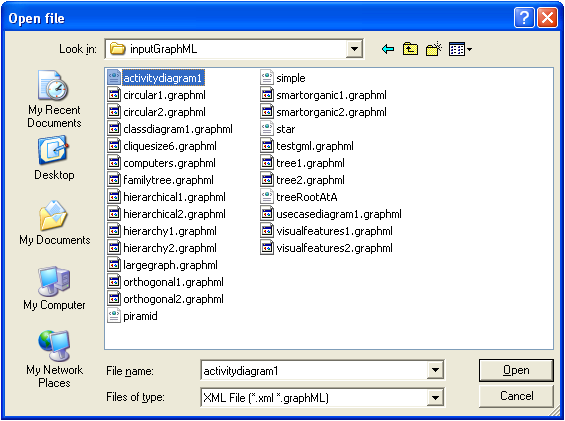 Open file
Look in: inputGraphML
My Recent
Documents
Desktop
My Documents
My Computer
My Network
Places
activitydiagram1
circular1.graphml
circular2.graphml
classdiagram1.graphml
cliquesize6.graphml
computers.graphml
familytree.graphml
hierarchical1.graphml
hierarchical2.graphml
hierarchy1.graphml
hierarchy2.graphml
largegraph.graphml
orthogonal1.graphml
orthogonal2.graphml
piramid
simple
smartorganic1.graphml
smartorganic2.graphml
star
testgml.graphml
tree1.graphml
tree2.graphml
treeRootAtA
usecasediagram1.graphml
visualfeatures1.graphml
visualfeatures2.graphml
File name: activitydiagram1 Open
Files of type: XML File (*.xml *.graphML) Cancel